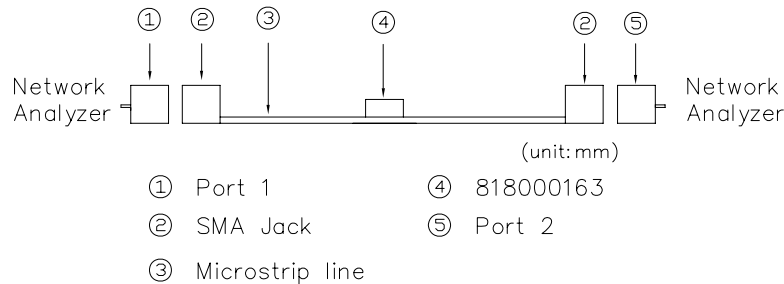 ① ② ③ ④ ② ⑤
Network Analyzer
Network Analyzer
(unit:mm)
① Port 1
④ 818000163
② SMA Jack
⑤ Port 2
③ Microstrip line